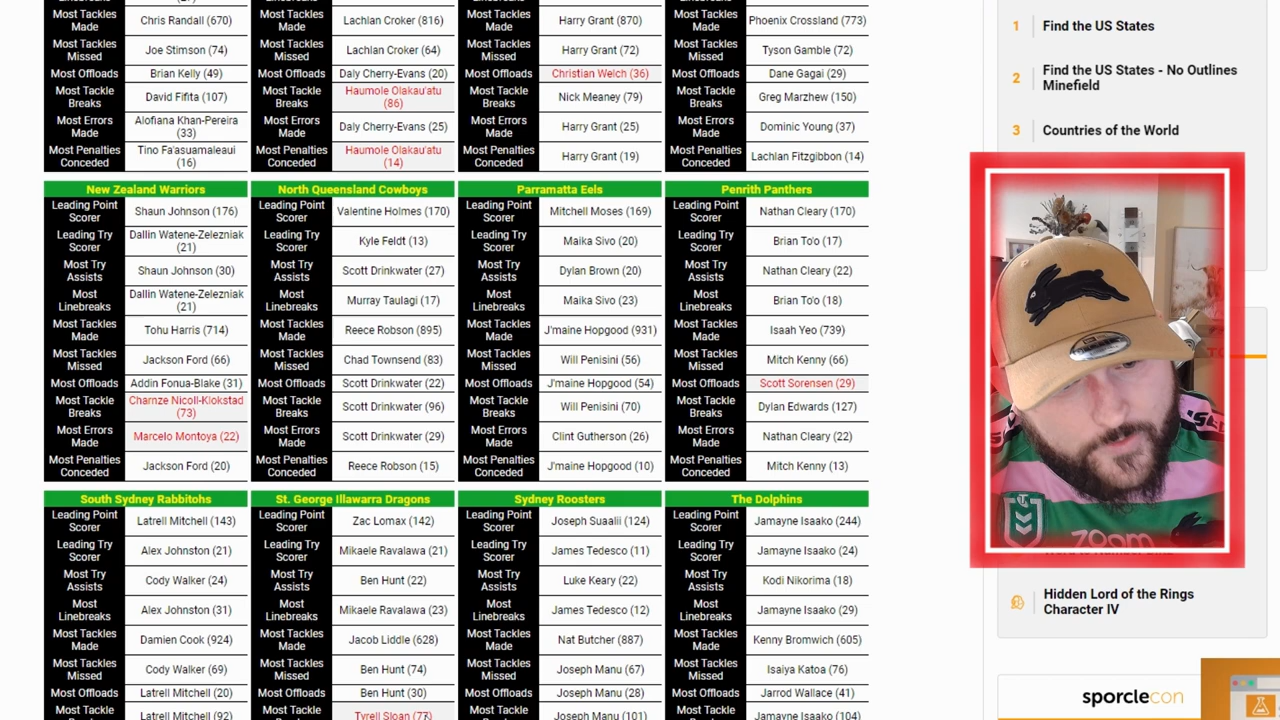 Most Tackles Made Chris Randall (670)
Most Tackles Missed Joe Stimson (74)
Most Offloads Brian Kelly (49)
Most Tackle Breaks David Fifita (107)
Most Errors Made Alofiana Khan-Pereira (33)
Most Penalties Conceded Tino Fa'asuamaleaui (16)
Most Tackles Made Lachlan Croker (816)
Most Tackles Missed Lachlan Croker (64)
Most Offloads Daly Cherry-Evans (20)
Most Tackle Breaks Haumole Olakau'atu (86)
Most Errors Made Daly Cherry-Evans (25)
Most Penalties Conceded Haumole Olakau'atu (14)
Most Tackles Made Harry Grant (870)
Most Tackles Missed Harry Grant (72)
Most Offloads Christian Welch (36)
Most Tackle Breaks Nick Meaney (79)
Most Errors Made Harry Grant (25)
Most Penalties Conceded Harry Grant (19)
Most Tackles Made Phoenix Crossland (773)
Most Tackles Missed Tyson Gamble (72)
Most Offloads Dane Gagai (29)
Most Tackle Breaks Greg Marzhew (150)
Most Errors Made Dominic Young (37)
Most Penalties Conceded Lachlan Fitzgibbon (14)
New Zealand Warriors
Leading Point Scorer Shaun Johnson (176)
Leading Try Scorer Dallin Watene-Zelezniak (21)
Most Try Assists Shaun Johnson (30)
Most Linebreaks Dallin Watene-Zelezniak (21)
Most Tackles Made Tohu Harris (714)
Most Tackles Missed Jackson Ford (66)
Most Offloads Addin Fonua-Blake (31)
Most Tackle Breaks Charnze Nicoll-Klokstad (73)
Most Errors Made Marcelo Montoya (22)
Most Penalties Conceded Jackson Ford (20)
North Queensland Cowboys
Leading Point Scorer Valentine Holmes (170)
Leading Try Scorer Kyle Feldt (13)
Most Try Assists Scott Drinkwater (27)
Most Linebreaks Murray Taulagi (17)
Most Tackles Made Reece Robson (895)
Most Tackles Missed Chad Townsend (83)
Most Offloads Scott Drinkwater (22)
Most Tackle Breaks Scott Drinkwater (96)
Most Errors Made Scott Drinkwater (29)
Most Penalties Conceded Reece Robson (15)
Parramatta Eels
Leading Point Scorer Mitchell Moses (169)
Leading Try Scorer Maika Sivo (20)
Most Try Assists Dylan Brown (20)
Most Linebreaks Maika Sivo (23)
Most Tackles Made J'maine Hopgood (931)
Most Tackles Missed Will Penisini (56)
Most Offloads J'maine Hopgood (54)
Most Tackle Breaks Will Penisini (70)
Most Errors Made Clint Gutherson (26)
Most Penalties Conceded J'maine Hopgood (10)
Penrith Panthers
Leading Point Scorer Nathan Cleary (170)
Leading Try Scorer Brian To'o (17)
Most Try Assists Nathan Cleary (22)
Most Linebreaks Brian To'o (18)
Most Tackles Made Isaah Yeo (739)
Most Tackles Missed Mitch Kenny (66)
Most Offloads Scott Sorensen (29)
Most Tackle Breaks Dylan Edwards (127)
Most Errors Made Nathan Cleary (22)
Most Penalties Conceded Mitch Kenny (13)
South Sydney Rabbitohs
Leading Point Scorer Latrell Mitchell (143)
Leading Try Scorer Alex Johnston (21)
Most Try Assists Cody Walker (24)
Most Linebreaks Alex Johnston (31)
Most Tackles Made Damien Cook (924)
Most Tackles Missed Cody Walker (69)
Most Offloads Latrell Mitchell (20)
Most Tackle Latrell Mitchell (92)
St. George Illawarra Dragons
Leading Point Scorer Zac Lomax (142)
Leading Try Scorer Mikaele Ravalawa (21)
Most Try Assists Ben Hunt (22)
Most Linebreaks Mikaele Ravalawa (23)
Most Tackles Made Jacob Liddle (628)
Most Tackles Missed Ben Hunt (74)
Most Offloads Ben Hunt (30)
Most Tackle Tyrell Sloan (77)
Sydney Roosters
Leading Point Scorer Joseph Suaalii (124)
Leading Try Scorer James Tedesco (11)
Most Try Assists Luke Keary (22)
Most Linebreaks James Tedesco (12)
Most Tackles Made Nat Butcher (887)
Most Tackles Missed Joseph Manu (67)
Most Offloads Joseph Manu (28)
Most Tackle Joseph Manu (101)
The Dolphins
Leading Point Scorer Jamayne Isaako (244)
Leading Try Scorer Jamayne Isaako (24)
Most Try Assists Kodi Nikorima (18)
Most Linebreaks Jamayne Isaako (29)
Most Tackles Made Kenny Bromwich (605)
Most Tackles Missed Isaiya Katoa (76)
Most Offloads Jarrod Wallace (41)
Most Tackle Jamayne Isaako (104)
1 Find the US States
2 Find the US States - No Outlines
Minefield
3 Countries of the World
zoom
Hidden Lord of the Rings
Character IV
sporclecon